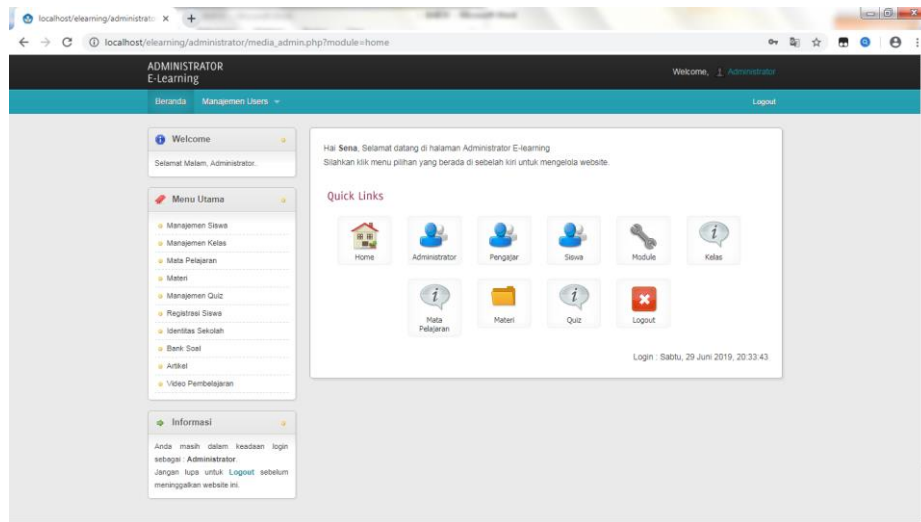 localhost/elearning/administrato
localhost/elearning/administrator/media_admin.php?module=home
ADMINISTRATOR
E-Learning
Welcome, Administrator
Beranda Manajemen Users Logout
Welcome
Selamat Malam, Administrator.
Menu Utama
Manajemen Siswa
Manajemen Kelas
Mata Pelajaran
Materi
Manajemen Quiz
Registrasi Siswa
Identitas Sekolah
Bank Soal
Artikel
Video Pembelajaran
Informasi
Anda masih dalam keadaan login
sebagai : Administrator.
Jangan lupa untuk Logout sebelum
meninggalkan website ini.
Hai Sena, Selamat datang di halaman Administrator E-learning
Silahkan klik menu pilihan yang berada di sebelah kiri untuk mengelola website.
Quick Links
Home Administrator Pengajar Siswa Module Kelas
Mata
Pelajaran Materi Quiz Logout
Login : Sabtu, 29 Juni 2019, 20:33:43